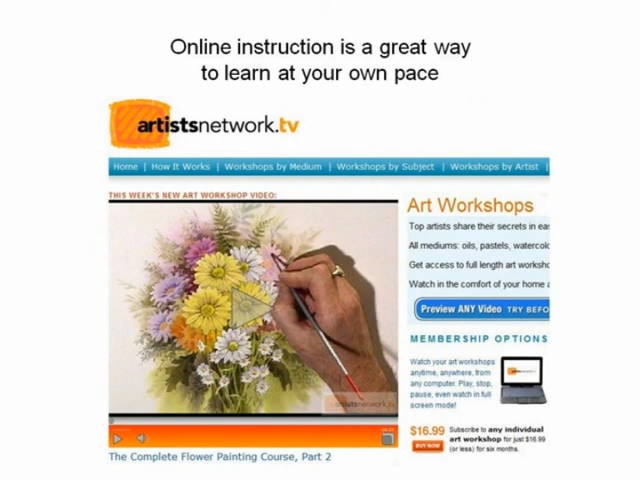 Online instruction is a great way
to learn at your own pace
artistsnetwork.tv
Home | How It Works | Workshops by Medium | Workshops by Subject | Workshops by Artist |
THIS WEEK'S NEW ART WORKSHOP VIDEO:
Art Workshops
Top artists share their secrets in eas
All mediums: oils, pastels, watercolo
Get access to full length art worksho
Watch in the comfort of your home a
Preview ANY Video TRY BEFO
MEMBERSHIP OPTIONS
Watch your art workshops
anytime, anywhere, from
any computer. Play, stop,
pause, even watch in full
screen mode!
artistsnetwork.tv
$16.99 Subscribe to any individual
art workshop for just $16.99
BUY NOW (or less) for six months.
The Complete Flower Painting Course, Part 2